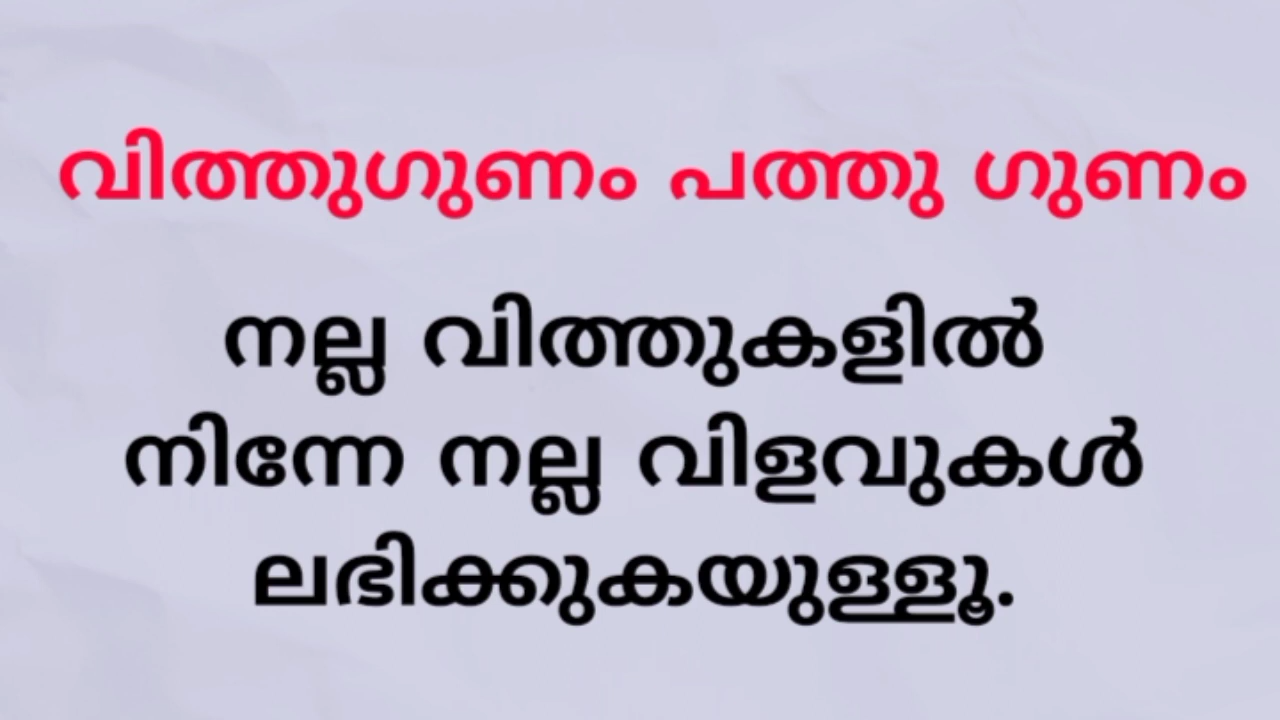 വിത്തുഗുണം പത്തു ഗുണം
നല്ല വിത്തുകളിൽ
നിന്നേ നല്ല വിളവുകൾ
ലഭിക്കുകയുള്ളൂ.